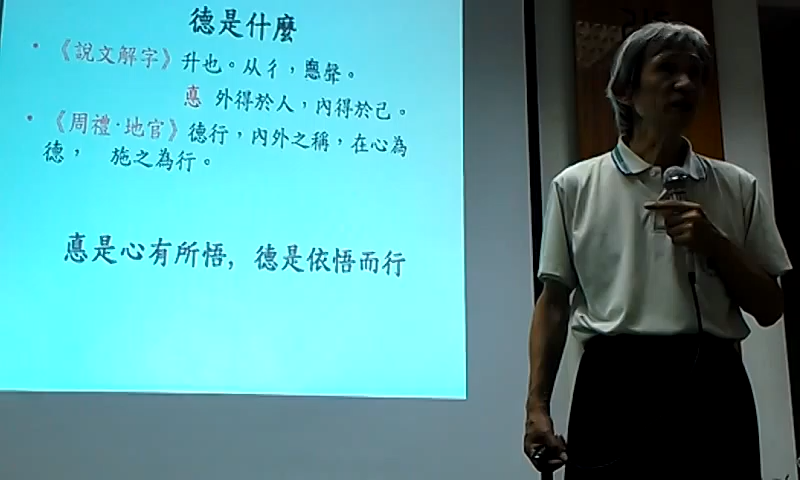 德是什麼
• 《說文解字》升也。从彳，悳聲。
悳 外得於人，內得於己。
• 《周禮·地官》德行，內外之稱，在心為
德， 施之為行。
悳是心有所悟，德是依悟而行